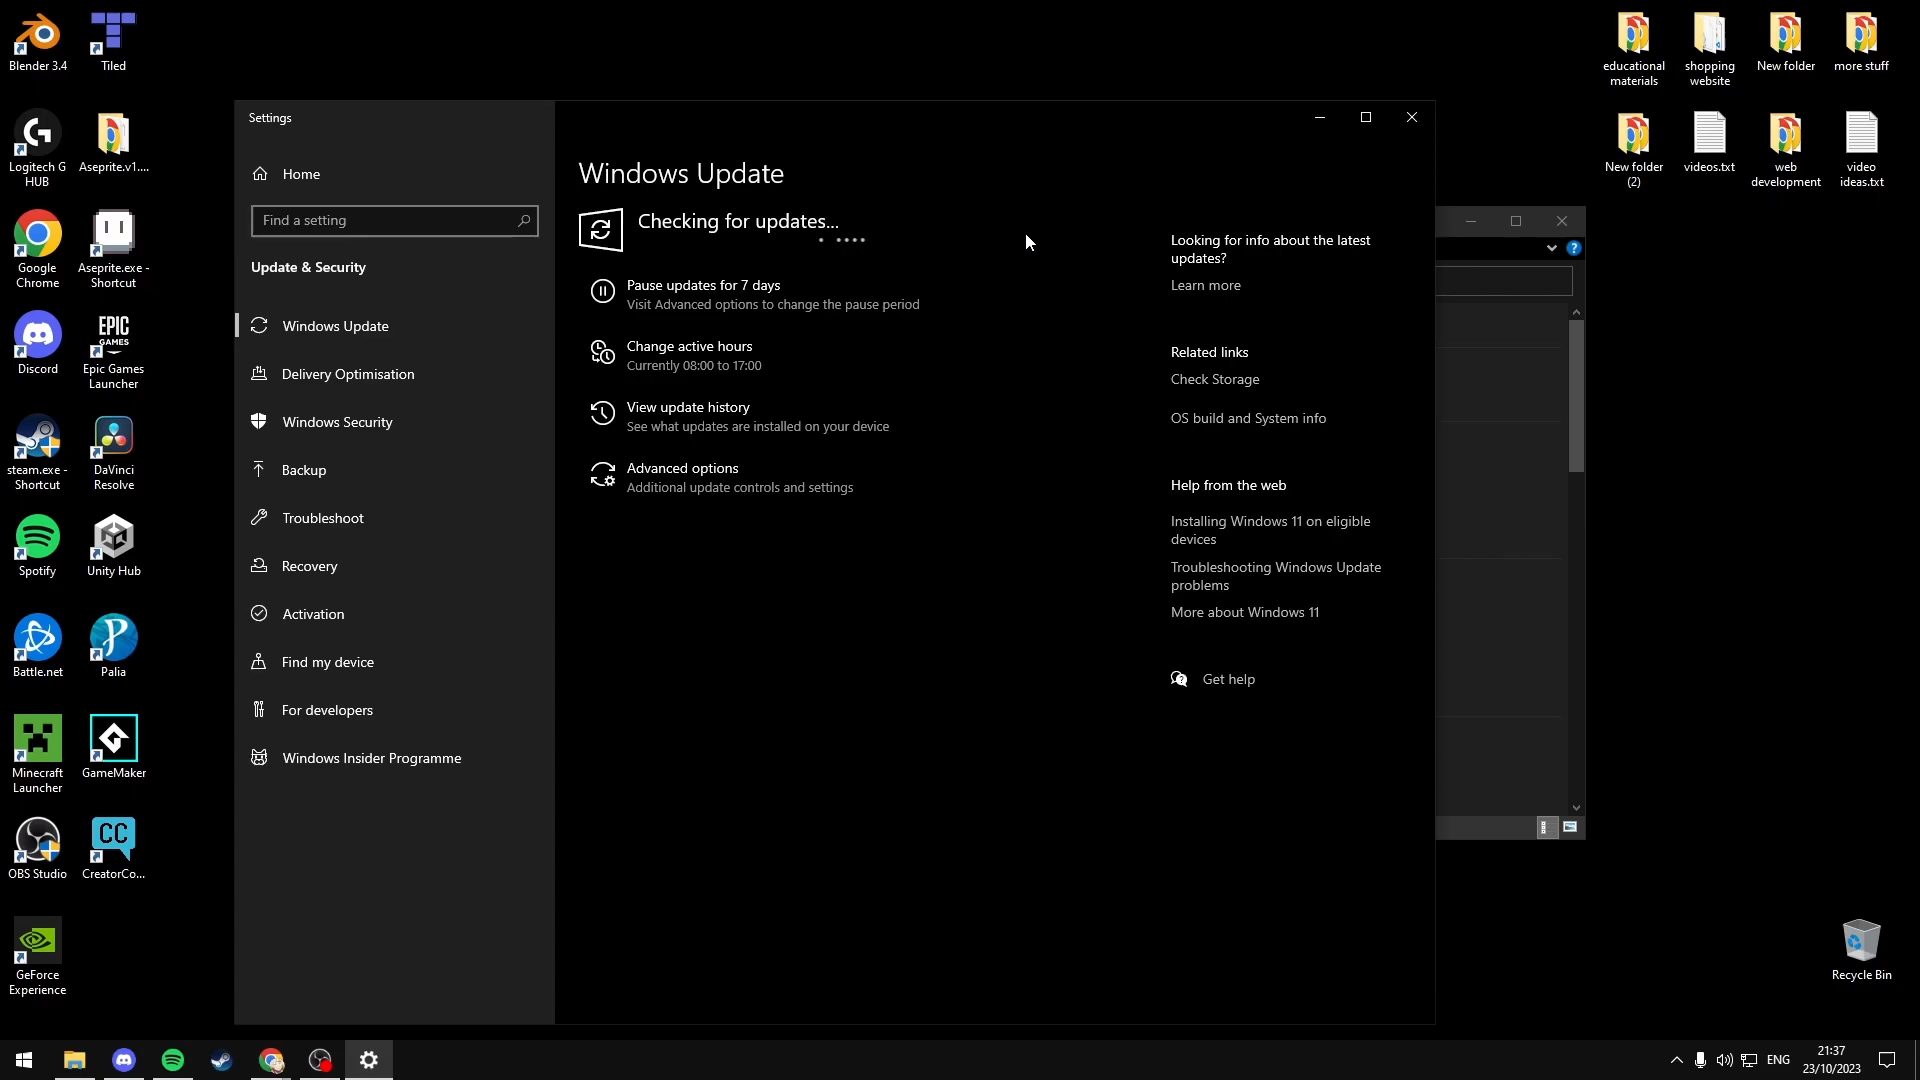 Blender 3.4
Tiled
Logitech G
HUB
Aseprite.v1....
Google
Chrome
Aseprite.exe -
Shortcut
Discord
EPIC
GAMES
Epic Games
Launcher
steam.exe -
Shortcut
DaVinci
Resolve
Spotify
Unity Hub
Battle.net
Palia
Minecraft
Launcher
GameMaker
OBS Studio
CC
CreatorCo...
GeForce
Experience
Settings
Home
Find a setting
Update & Security
Windows Update
Delivery Optimisation
Windows Security
Backup
Troubleshoot
Recovery
Activation
Find my device
For developers
Windows Insider Programme
Windows Update
Checking for updates...
Pause updates for 7 days
Visit Advanced options to change the pause period
Change active hours
Currently 08:00 to 17:00
View update history
See what updates are installed on your device
Advanced options
Additional update controls and settings
Looking for info about the latest
updates?
Learn more
Related links
Check Storage
OS build and System info
Help from the web
Installing Windows 11 on eligible
devices
Troubleshooting Windows Update
problems
More about Windows 11
Get help
educational
materials
shopping
website
New folder
more stuff
New folder
(2)
videos.txt
web
development
video
ideas.txt
Recycle Bin
ENG
21:37
23/10/2023